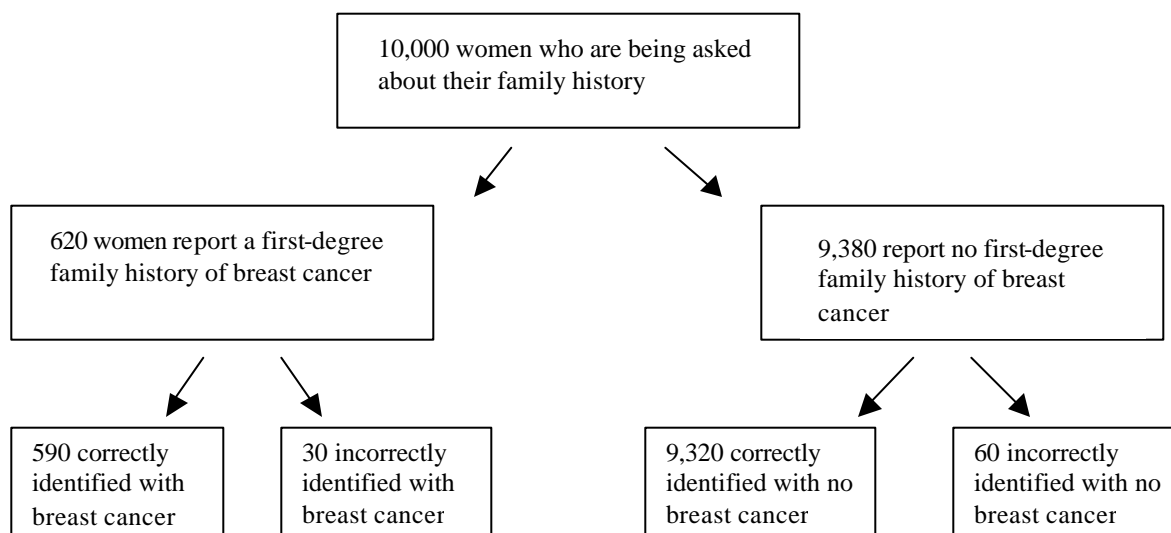 10,000 women who are being asked
about their family history
620 women report a first-degree
family history of breast cancer
9,380 report no first-degree
family history of breast
cancer
590 correctly
identified with
breast cancer
30 incorrectly
identified with
breast cancer
9,320 correctly
identified with no
breast cancer
60 incorrectly
identified with no
breast cancer